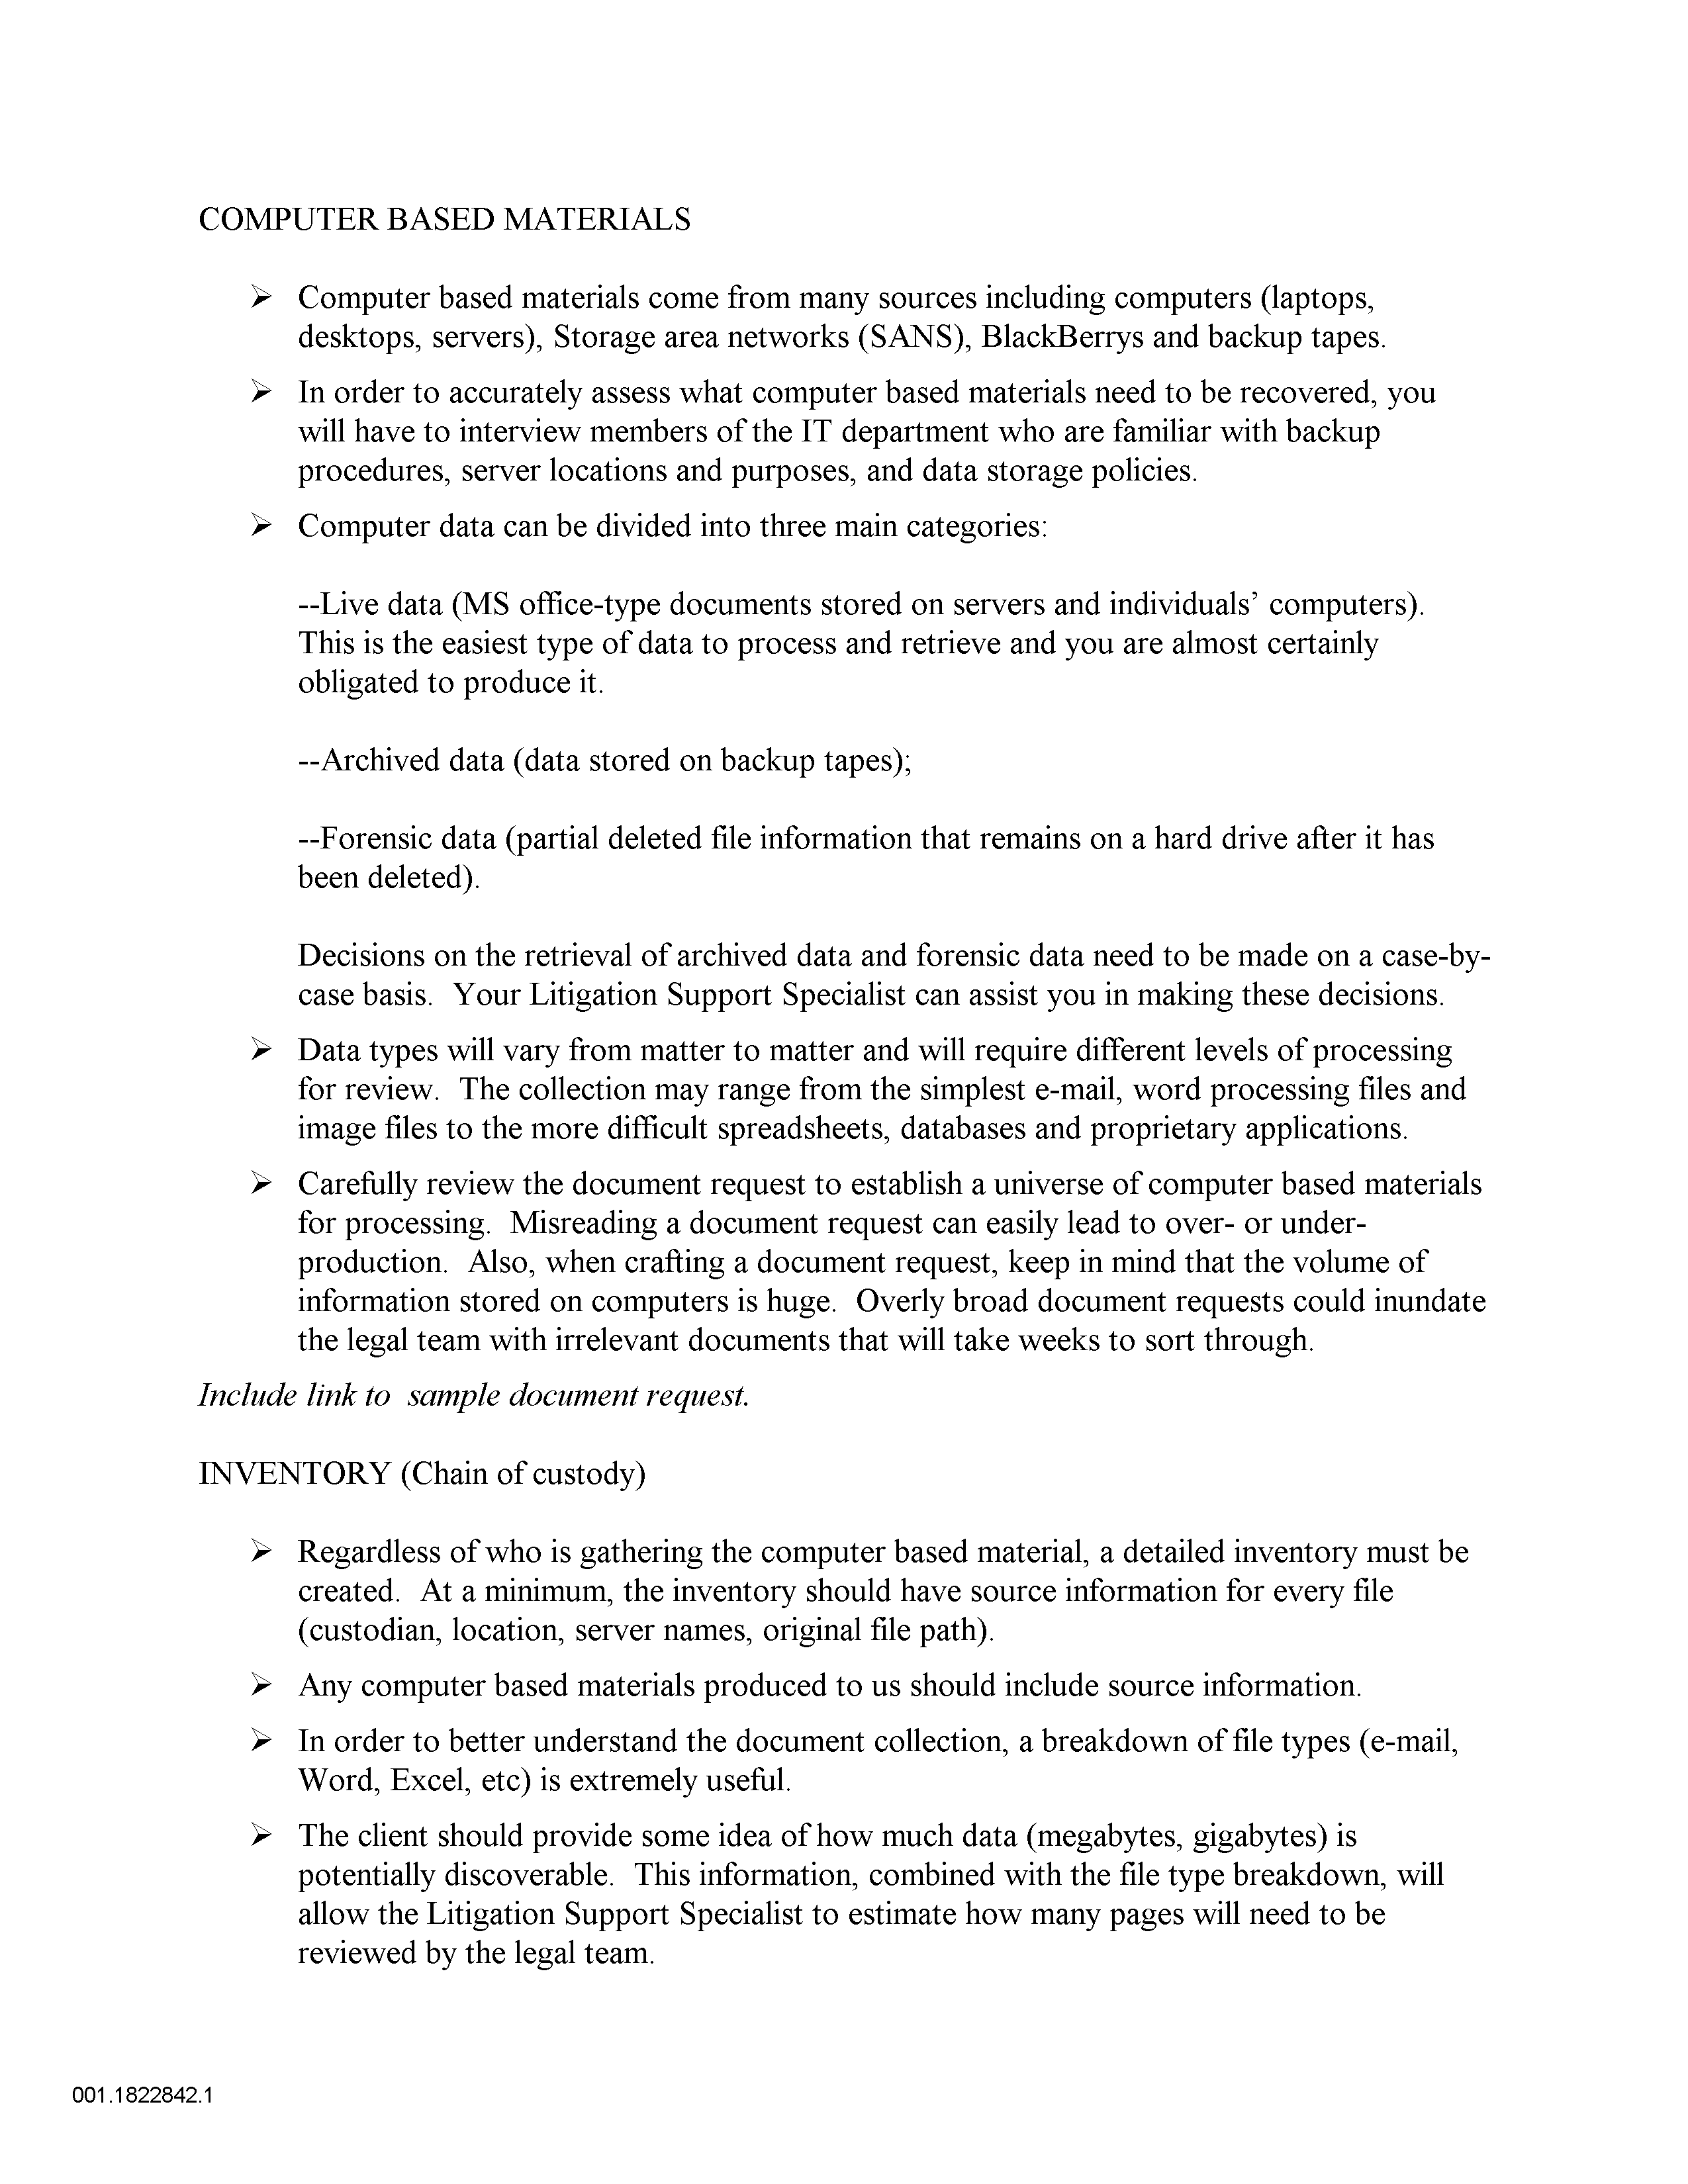 COMPUTER BASED MATERIALS
➢ Computer based materials come from many sources including computers (laptops,
desktops, servers), Storage area networks (SANS), BlackBerrys and backup tapes.
➢ In order to accurately assess what computer based materials need to be recovered, you
will have to interview members of the IT department who are familiar with backup
procedures, server locations and purposes, and data storage policies.
➢ Computer data can be divided into three main categories:
--Live data (MS office-type documents stored on servers and individuals’ computers).
This is the easiest type of data to process and retrieve and you are almost certainly
obligated to produce it.
--Archived data (data stored on backup tapes);
--Forensic data (partial deleted file information that remains on a hard drive after it has
been deleted).
Decisions on the retrieval of archived data and forensic data need to be made on a case-by-
case basis.  Your Litigation Support Specialist can assist you in making these decisions.
➢ Data types will vary from matter to matter and will require different levels of processing
for review.  The collection may range from the simplest e-mail, word processing files and
image files to the more difficult spreadsheets, databases and proprietary applications.
➢ Carefully review the document request to establish a universe of computer based materials
for processing.  Misreading a document request can easily lead to over- or under-
production.  Also, when crafting a document request, keep in mind that the volume of
information stored on computers is huge.  Overly broad document requests could inundate
the legal team with irrelevant documents that will take weeks to sort through.
Include link to  sample document request.
INVENTORY (Chain of custody)
➢ Regardless of who is gathering the computer based material, a detailed inventory must be
created.  At a minimum, the inventory should have source information for every file
(custodian, location, server names, original file path).
➢ Any computer based materials produced to us should include source information.
➢ In order to better understand the document collection, a breakdown of file types (e-mail,
Word, Excel, etc) is extremely useful.
➢ The client should provide some idea of how much data (megabytes, gigabytes) is
potentially discoverable.  This information, combined with the file type breakdown, will
allow the Litigation Support Specialist to estimate how many pages will need to be
reviewed by the legal team.
001.1822842.1